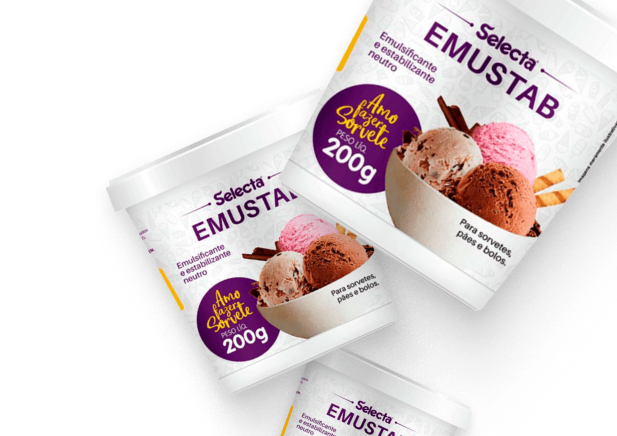 Selecta
EMUSTAB
Emulsificante
e estabilizante
neutro
Amo
fazer
Sorvete
PESO LÍQ.
200g
Para sorvetes,
pães e bolos.
Selecta
EMUSTAB
Emulsificante
e estabilizante
neutro
Amo
fazer
Sorvete
PESO LÍQ.
200g
Para sorvetes,
pães e bolos.
Selecta
EMUSTAB
Emulsificante
e estabilizante
neutro